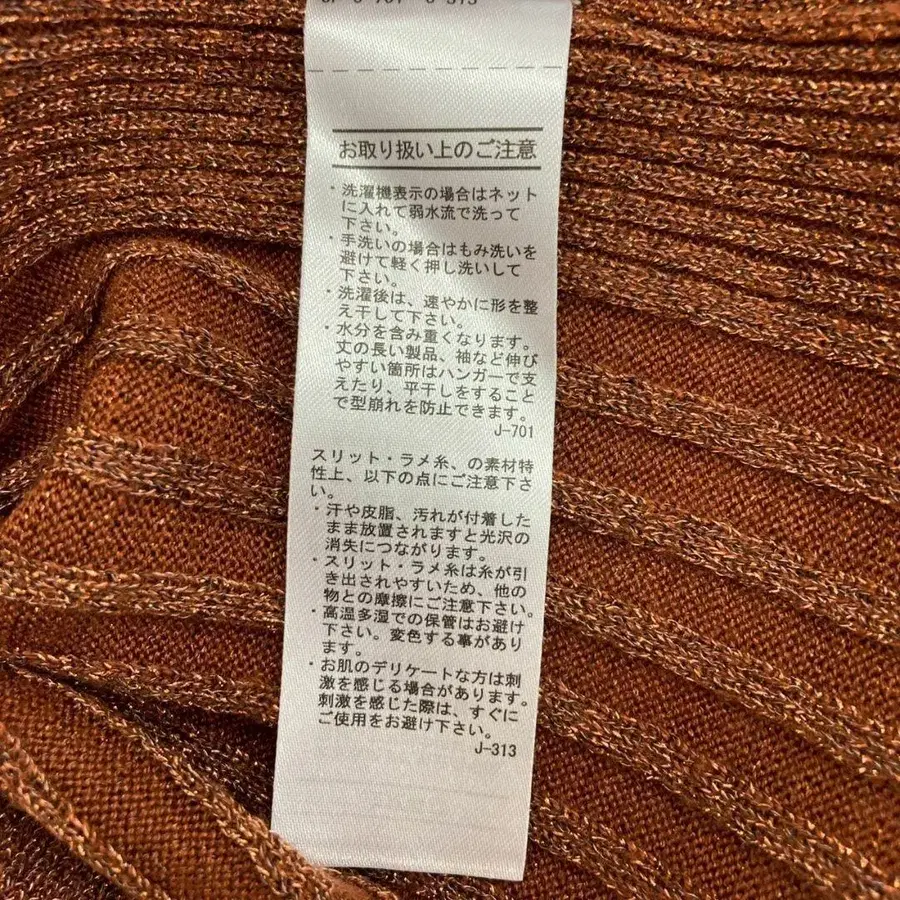 お取り扱い上のご注意
・洗濯機表示の場合はネット
に入れて弱水流で洗って
下さい。
・手洗いの場合はもみ洗いを
避けて軽く押し洗いして
下さい。
・洗濯後は、速やかに形を整
え干して下さい。
・水分を含み重くなります。
丈の長い製品、袖など伸び
やすい箇所はハンガーで支
えたり、平干しをすること
で型崩れを防止できます。
J-701
スリット・ラメ糸、の素材特
性上、以下の点にご注意下さ
い。
・汗や皮脂、汚れが付着した
まま放置されますと光沢の
消失につながります。
・スリット・ラメ糸は糸が引
き出されやすいため、他の
物との摩擦にご注意下さい。
・高温多湿での保管はお避け
下さい。変色する事があり
ます。
・お肌のデリケートな方は刺
激を感じる場合があります。
刺激を感じた際は、すぐに
ご使用をお避け下さい。
J-313